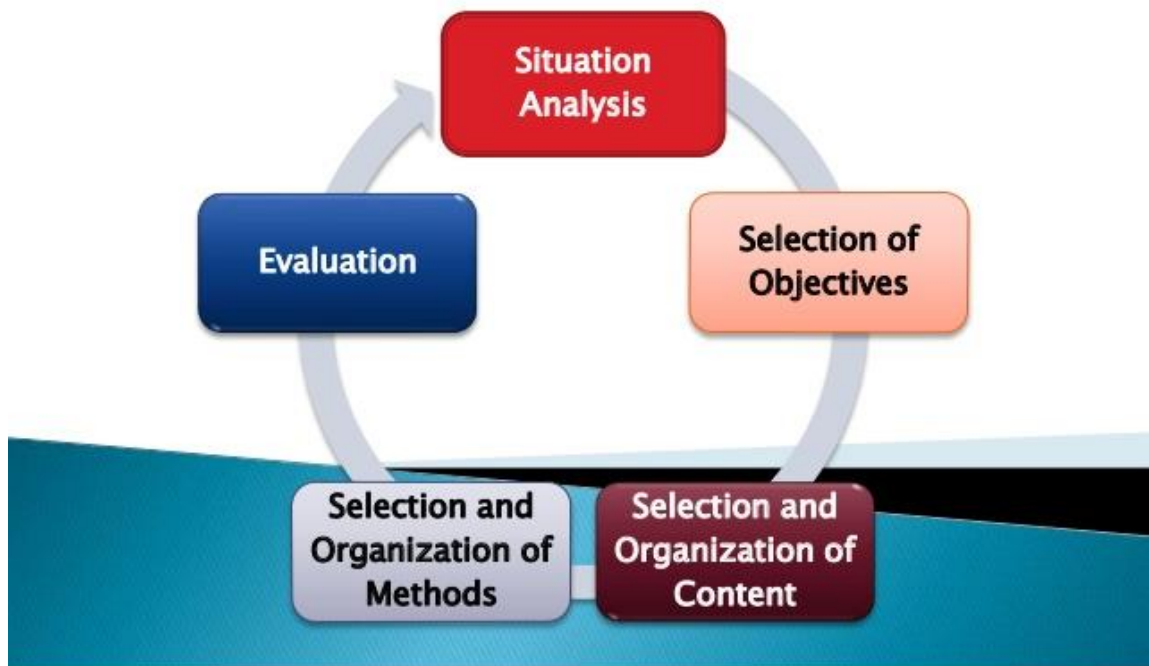 Situation
Analysis
Selection of
Objectives
Selection and
Organization of
Content
Selection and
Organization of
Methods
Evaluation